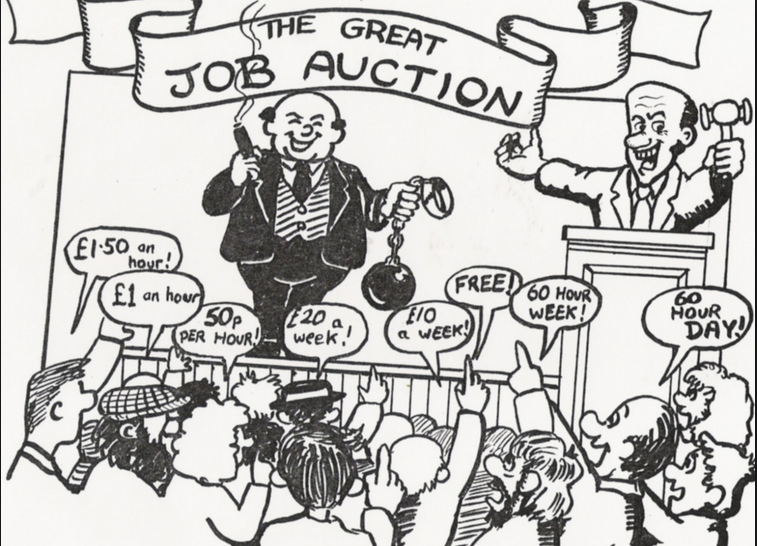 THE GREAT
JOB AUCTION
£1·50 an
hour!
£1 an hour
50p
PER HOUR!
£20 a
week!
£10
a WEEK!
FREE!
60 HOUR
WEEK!
60
HOUR
DAY!